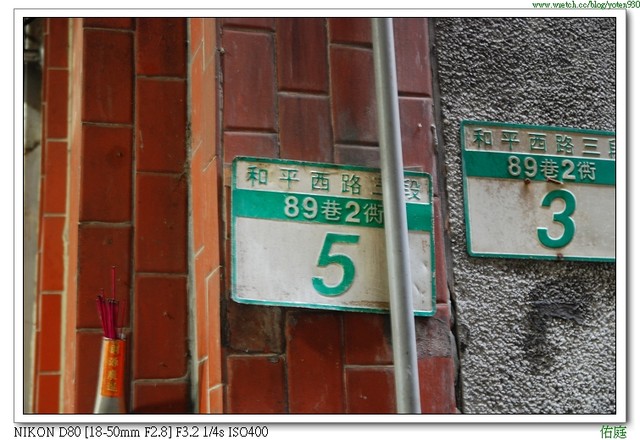 www.wretch.cc/blog/yoten930
和平西路三段
89巷2衖
5
和平西路三段
89巷2衖
3
NIKON D80 [18-50mm F2.8] F3.2 1/4s ISO400
佑庭